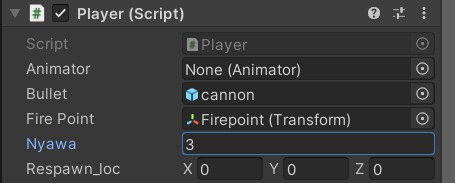 Player (Script)
Script Player
Animator None (Animator)
Bullet cannon
Fire Point Firepoint (Transform)
Nyawa 3
Respawn_loc X 0 Y 0 Z 0